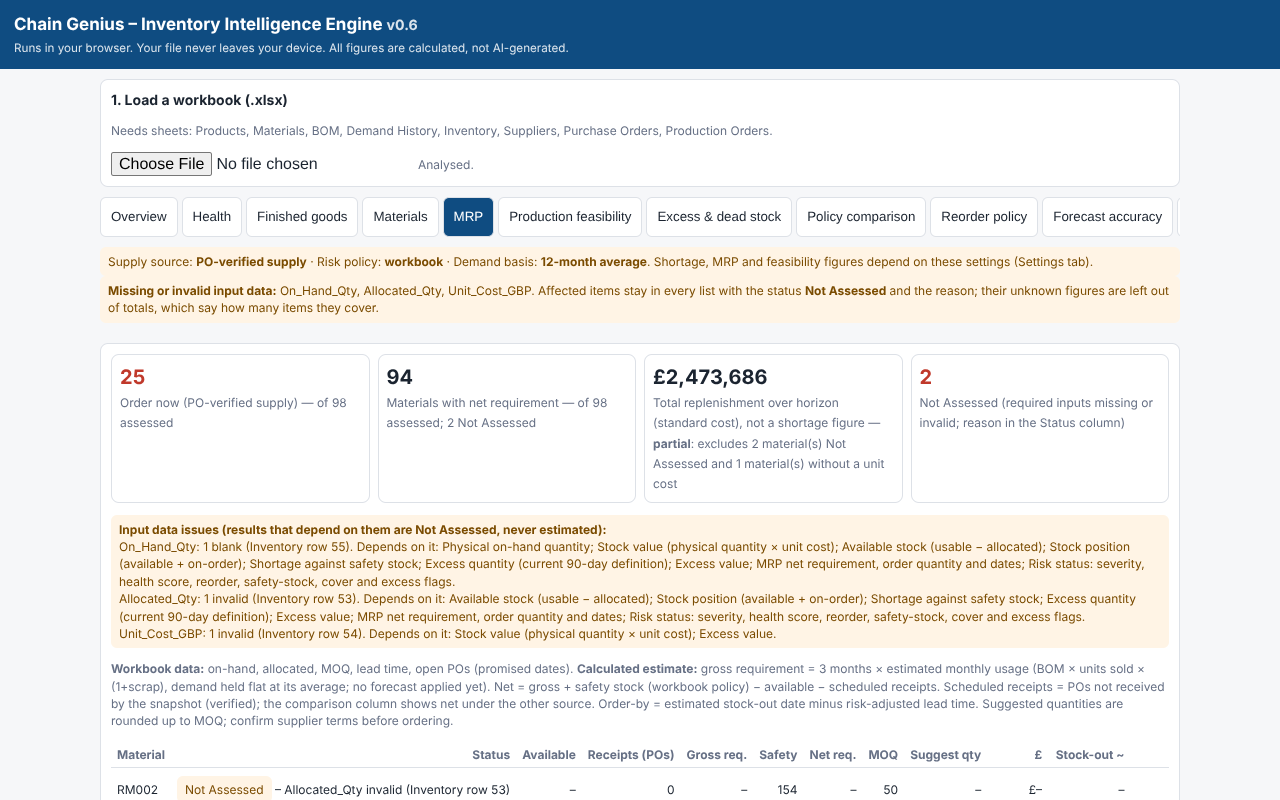 Chain Genius – Inventory Intelligence Engine v0.6
Runs in your browser. Your file never leaves your device. All figures are calculated, not AI-generated.
1. Load a workbook (.xlsx)
Needs sheets: Products, Materials, BOM, Demand History, Inventory, Suppliers, Purchase Orders, Production Orders.
Choose File No file chosen Analysed.
Overview Health Finished goods Materials MRP Production feasibility Excess & dead stock Policy comparison Reorder policy Forecast accuracy
Supply source: PO-verified supply · Risk policy: workbook · Demand basis: 12-month average. Shortage, MRP and feasibility figures depend on these settings (Settings tab).
Missing or invalid input data: On_Hand_Qty, Allocated_Qty, Unit_Cost_GBP. Affected items stay in every list with the status Not Assessed and the reason; their unknown figures are left out
of totals, which say how many items they cover.
25
Order now (PO-verified supply) — of 98
assessed
94
Materials with net requirement — of 98
assessed; 2 Not Assessed
£2,473,686
Total replenishment over horizon
(standard cost), not a shortage figure —
partial: excludes 2 material(s) Not
Assessed and 1 material(s) without a unit
cost
2
Not Assessed (required inputs missing or
invalid; reason in the Status column)
Input data issues (results that depend on them are Not Assessed, never estimated):
On_Hand_Qty: 1 blank (Inventory row 55). Depends on it: Physical on-hand quantity; Stock value (physical quantity × unit cost); Available stock (usable − allocated); Stock position
(available + on-order); Shortage against safety stock; Excess quantity (current 90-day definition); Excess value; MRP net requirement, order quantity and dates; Risk status: severity,
health score, reorder, safety-stock, cover and excess flags.
Allocated_Qty: 1 invalid (Inventory row 53). Depends on it: Available stock (usable − allocated); Stock position (available + on-order); Shortage against safety stock; Excess quantity
(current 90-day definition); Excess value; MRP net requirement, order quantity and dates; Risk status: severity, health score, reorder, safety-stock, cover and excess flags.
Unit_Cost_GBP: 1 invalid (Inventory row 54). Depends on it: Stock value (physical quantity × unit cost); Excess value.
Workbook data: on-hand, allocated, MOQ, lead time, open POs (promised dates). Calculated estimate: gross requirement = 3 months × estimated monthly usage (BOM × units sold ×
(1+scrap), demand held flat at its average; no forecast applied yet). Net = gross + safety stock (workbook policy) − available − scheduled receipts. Scheduled receipts = POs not received
by the snapshot (verified); the comparison column shows net under the other source. Order-by = estimated stock-out date minus risk-adjusted lead time. Suggested quantities are
rounded up to MOQ; confirm supplier terms before ordering.
Material Status Available Receipts (POs) Gross req. Safety Net req. MOQ Suggest qty £ Stock-out ~
RM002 Not Assessed – Allocated_Qty invalid (Inventory row 53) – 0 – 154 – 50 – £– –